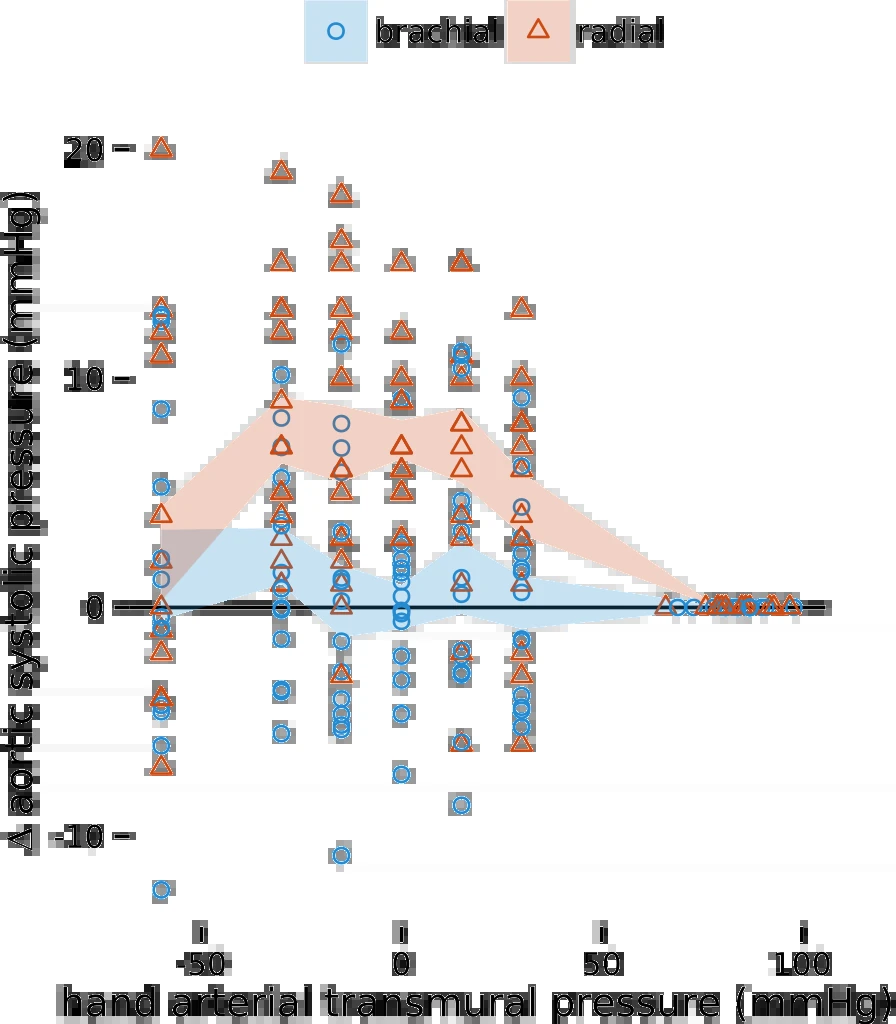 brachial radial
20
10
0
-10
Δ aortic systolic pressure (mmHg)
-50 0 50 100
hand arterial transmural pressure (mmHg)